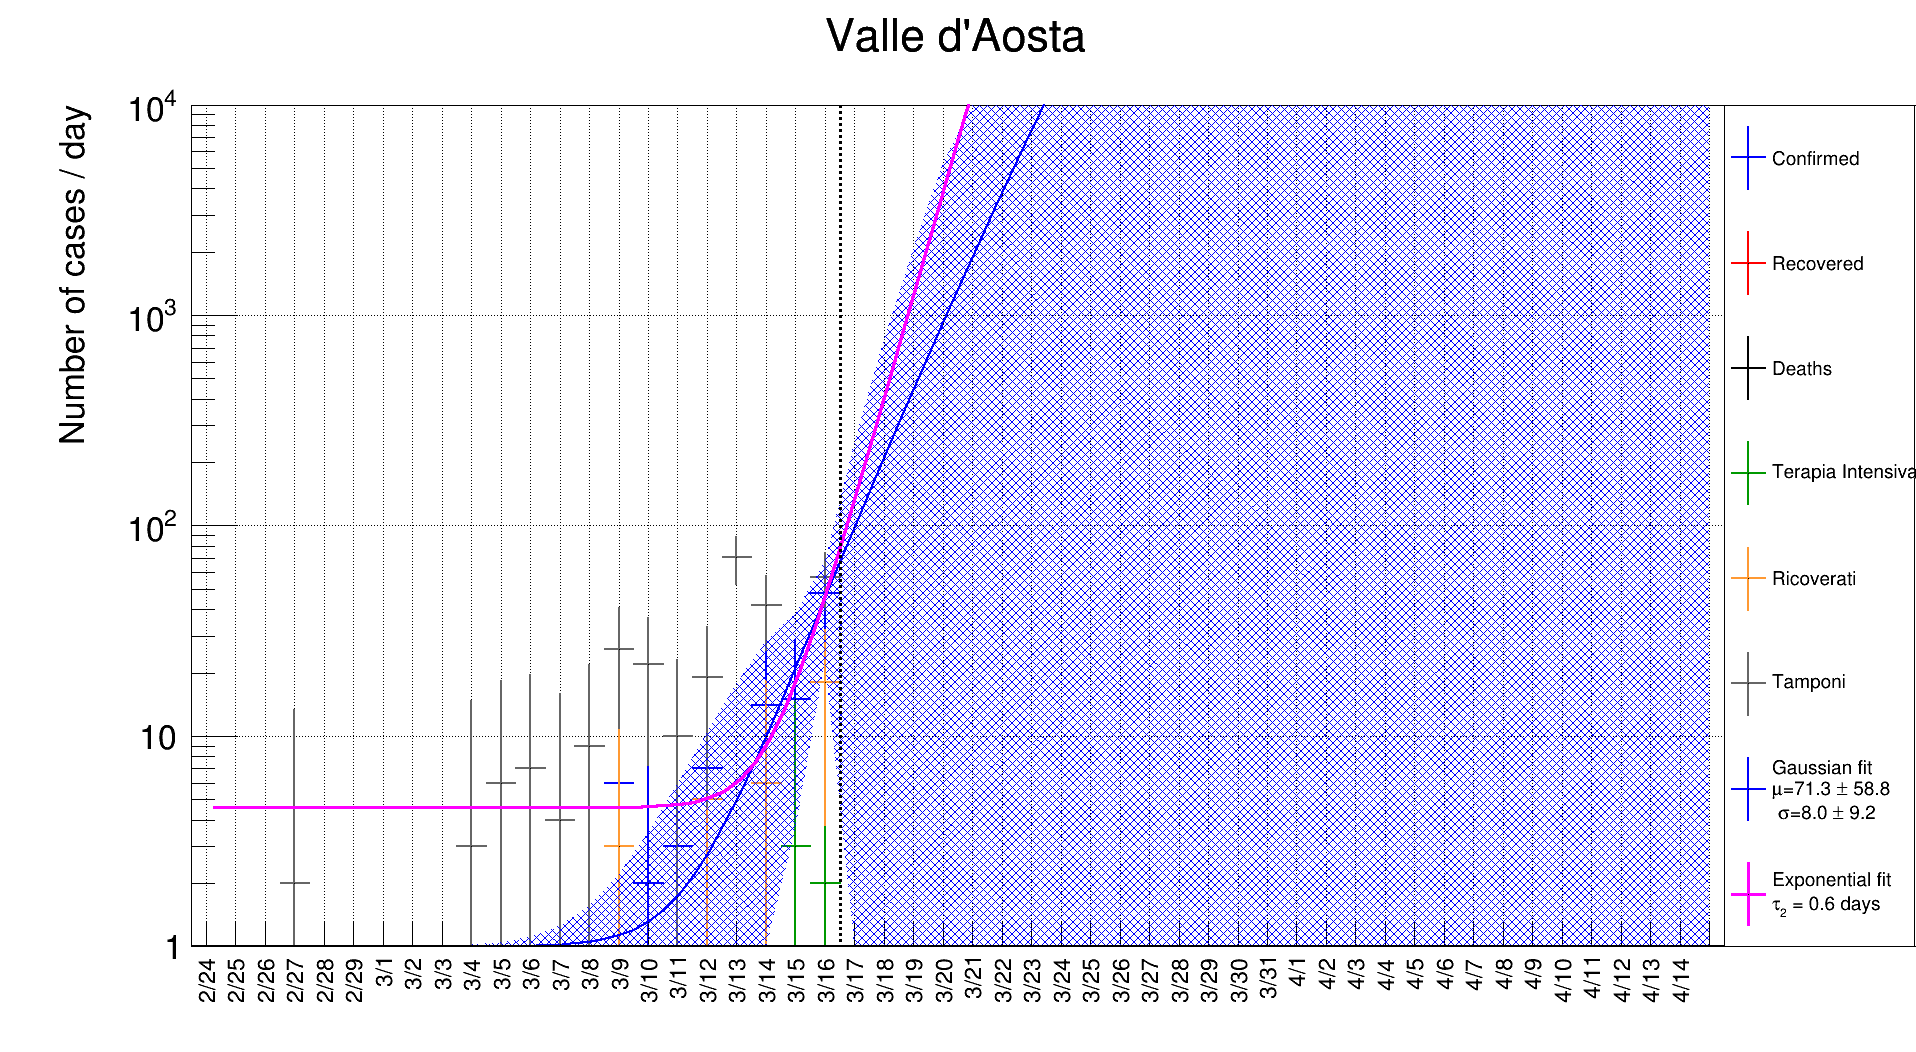 Valle d'Aosta
Number of cases / day
10^4
10^3
10^2
10
1
2/24 2/25 2/26 2/27 2/28 2/29 3/1 3/2 3/3 3/4 3/5 3/6 3/7 3/8 3/9 3/10 3/11 3/12 3/13 3/14 3/15 3/16 3/17 3/18 3/19 3/20 3/21 3/22 3/23 3/24 3/25 3/26 3/27 3/28 3/29 3/30 3/31 4/1 4/2 4/3 4/4 4/5 4/6 4/7 4/8 4/9 4/10 4/11 4/12 4/13 4/14
Confirmed
Recovered
Deaths
Terapia Intensiva
Ricoverati
Tamponi
Gaussian fit
μ=71.3 ± 58.8
σ=8.0 ± 9.2
Exponential fit
τ₂ = 0.6 days